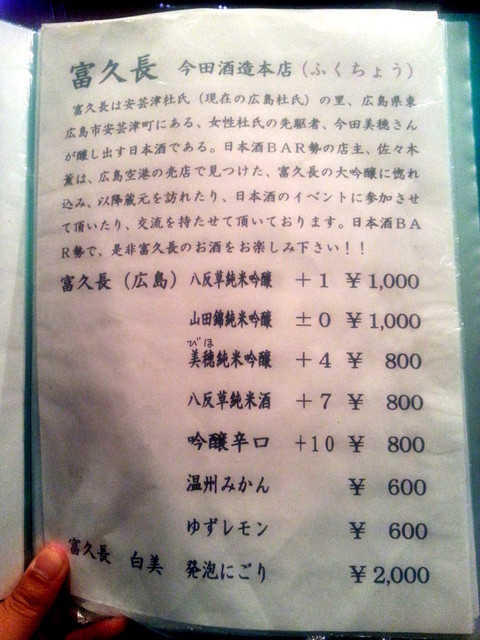 富久長 今田酒造本店(ふくちょう)
富久長は安芸津杜氏(現在の広島杜氏)の里、広島県東
広島市安芸津町にある、女性杜氏の先駆者、今田美穂さん
が醸し出す日本酒である。日本酒BAR勢の店主、佐々木
薫は、広島空港の売店で見つけた、富久長の大吟醸に惚れ
込み、以降蔵元を訪れたり、日本酒のイベントに参加させ
て頂いたり、交流を持たせて頂いております。日本酒BA
R勢で、是非富久長のお酒をお楽しみ下さい!!
富久長(広島) 八反草純米吟醸 +1 ¥1,000
山田錦純米吟醸 ±0 ¥1,000
びほ
美穂純米吟醸 +4 ¥ 800
八反草純米酒 +7 ¥ 800
吟醸辛口 +10 ¥ 800
温州みかん ¥ 600
ゆずレモン ¥ 600
富久長 白美 発泡にごり ¥2,000